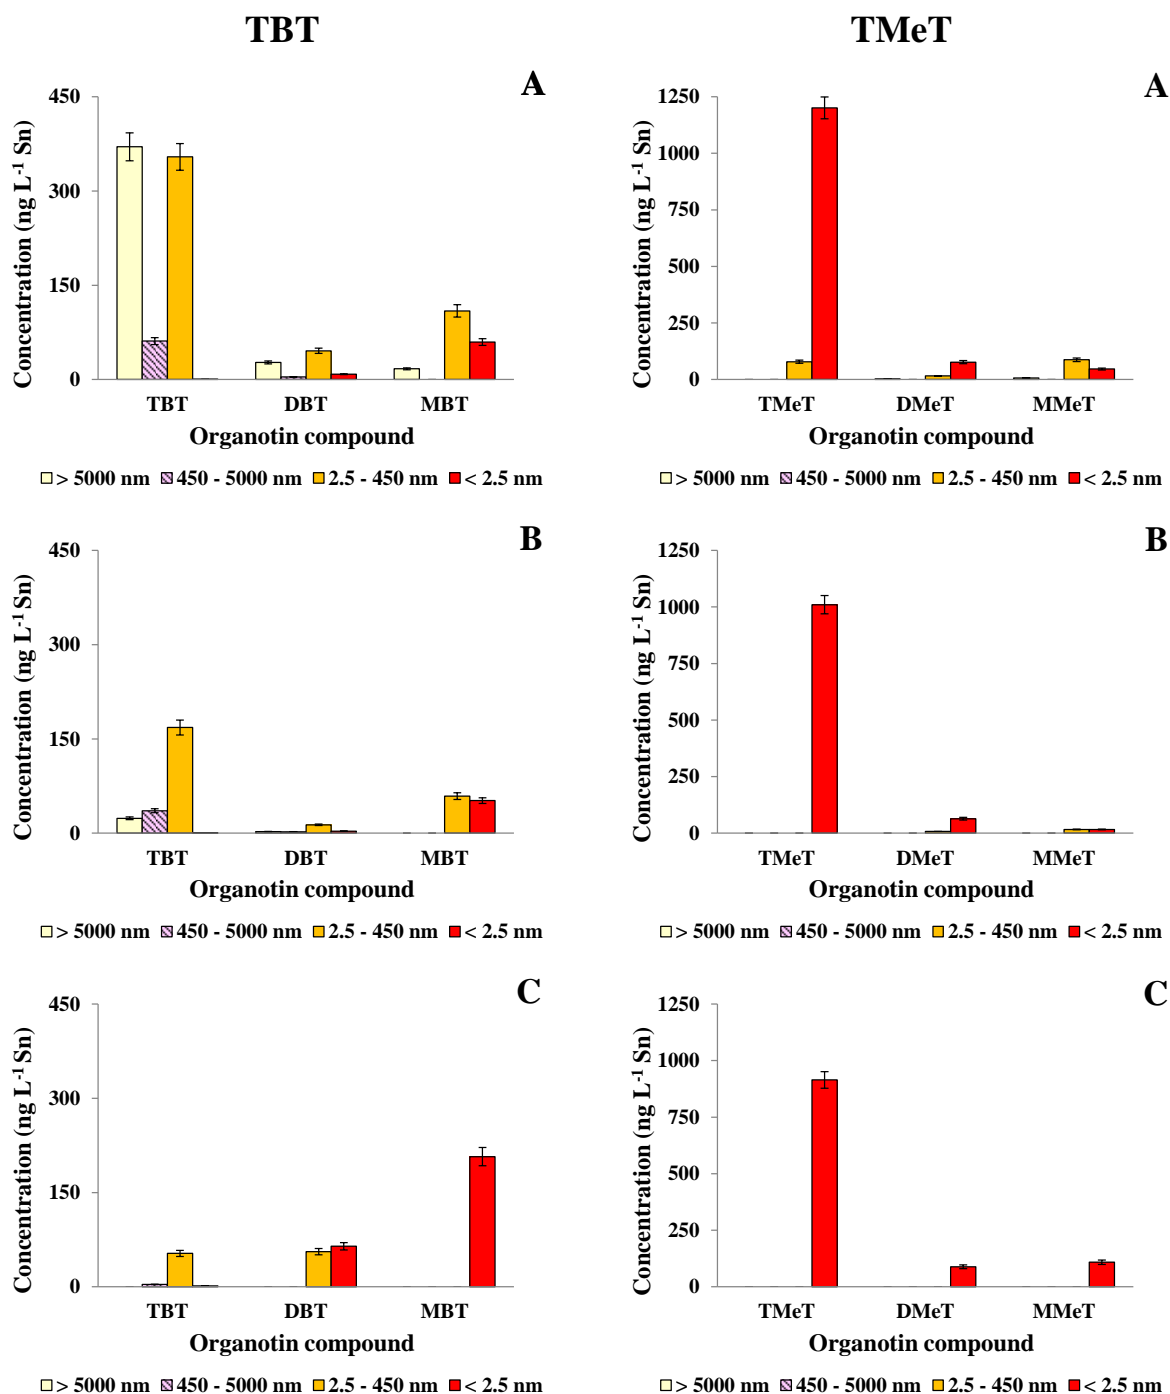 TBT
TMeT
A
450
300
150
0
Concentration (ng L-1 Sn)
TBT DBT MBT
Organotin compound
> 5000 nm 450 - 5000 nm 2.5 - 450 nm < 2.5 nm
A
1250
1000
750
500
250
0
Concentration (ng L-1 Sn)
TMeT DMeT MMeT
Organotin compound
> 5000 nm 450 - 5000 nm 2.5 - 450 nm < 2.5 nm
B
450
300
150
0
Concentration (ng L-1 Sn)
TBT DBT MBT
Organotin compound
> 5000 nm 450 - 5000 nm 2.5 - 450 nm < 2.5 nm
B
1250
1000
750
500
250
0
Concentration (ng L-1 Sn)
TMeT DMeT MMeT
Organotin compound
> 5000 nm 450 - 5000 nm 2.5 - 450 nm < 2.5 nm
C
450
300
150
0
Concentration (ng L-1 Sn)
TBT DBT MBT
Organotin compound
> 5000 nm 450 - 5000 nm 2.5 - 450 nm < 2.5 nm
C
1250
1000
750
500
250
0
Concentration (ng L-1 Sn)
TMeT DMeT MMeT
Organotin compound
> 5000 nm 450 - 5000 nm 2.5 - 450 nm < 2.5 nm